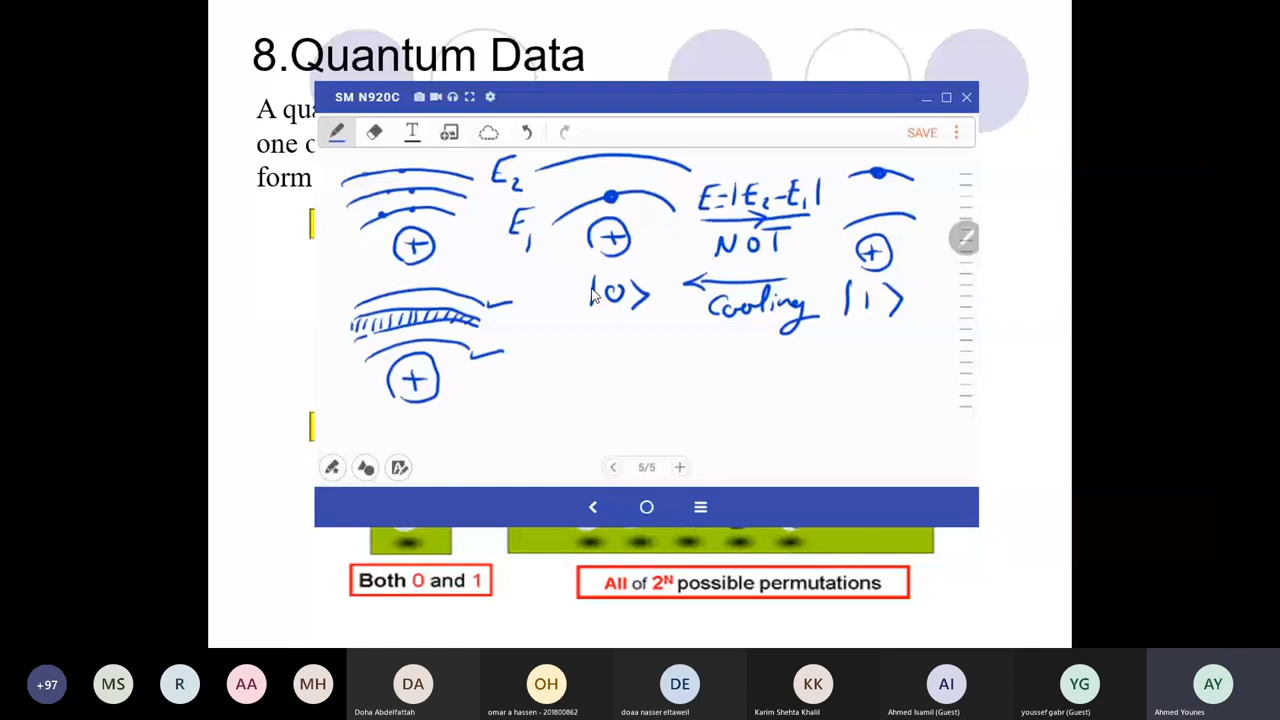 8.Quantum Data
A qua
one o
form
SM N920C
T
SAVE
E2
E1
+
+
E=|E2-E1|
NOT
+
|0>
Cooling
|1>
+
5/5
Both 0 and 1
All of 2^N possible permutations
+97
MS
R
AA
MH
DA
OH
DE
KK
AI
YG
AY
Doha Abdelfattah
omar a hassen - 201800862
doaa nasser eltaweil
Karim Shehta Khalil
Ahmed Isamil (Guest)
youssef gabr (Guest)
Ahmed Younes